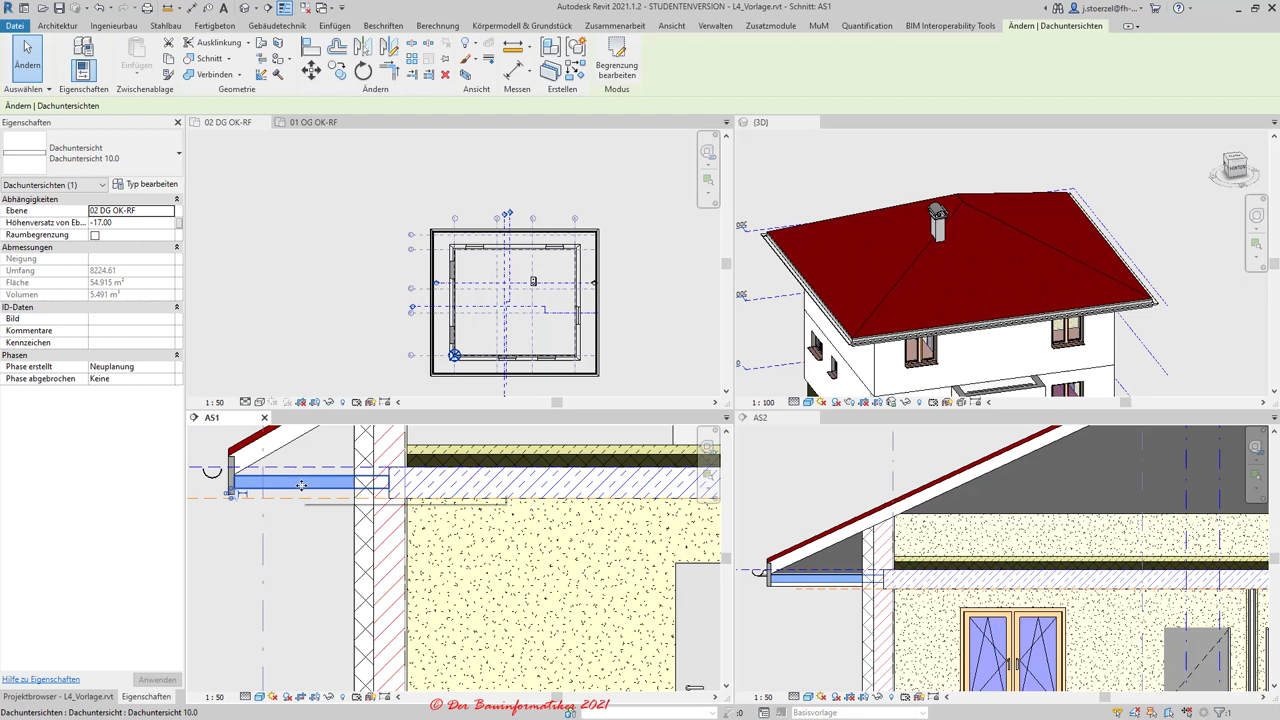 Autodesk Revit 2021.1.2 - STUDENTENVERSION - L4_Vorlage.rvt - Schnitt: AS1
j.stoerzel@fh-...
Datei Architektur Ingenieurbau Stahlbau Fertigbeton Gebäudetechnik Einfügen Beschriften Berechnung Körpermodell & Grundstück Zusammenarbeit Ansicht Verwalten Zusatzmodule MuM Quantification BIM Interoperability Tools Ändern | Dachuntersichten
Ändern
Einfügen
Ausklinkung
Schnitt
Verbinden
Begrenzung
bearbeiten
Auswählen Eigenschaften Zwischenablage Geometrie Ändern Ansicht Messen Erstellen Modus
Ändern | Dachuntersichten
Eigenschaften
Dachuntersicht
Dachuntersicht 10.0
Dachuntersichten (1)
Typ bearbeiten
Abhängigkeiten
Ebene 02 DG OK-RF
Höhenversatz von Eb... -17.00
Raumbegrenzung
Abmessungen
Neigung
Umfang 8224.61
Fläche 54.915 m²
Volumen 5.491 m³
ID-Daten
Bild
Kommentare
Phasen
Phase erstellt Neuplanung
Phase abgebrochen Keine
Hilfe zu Eigenschaften
Anwenden
Projektbrowser - L4_Vorlage.rvt Eigenschaften
Dachuntersichten : Dachuntersicht : Dachuntersicht 10.0
02 DG OK-RF
01 OG OK-RF
1 : 50
{3D}
HINTEN
1 : 100
AS1
1 : 50
AS2
1 : 50
© Der Bauinformatiker 2021
:0
Basisvorlage
:1